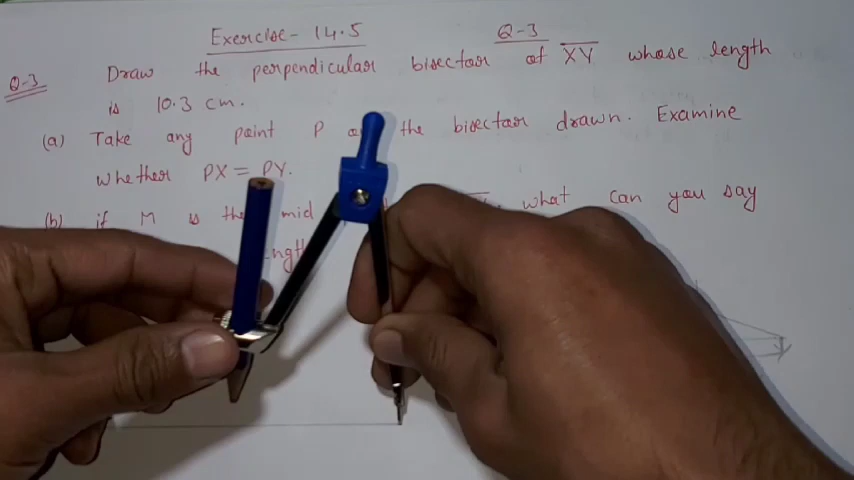 Exercise- 14.5 Q-3
Q-3 Draw the perpendicular bisector of XY whose length
is 10.3 cm.
(a) Take any point P the bisector drawn. Examine
whether PX = PY.
(b) if M is the mid what can you say